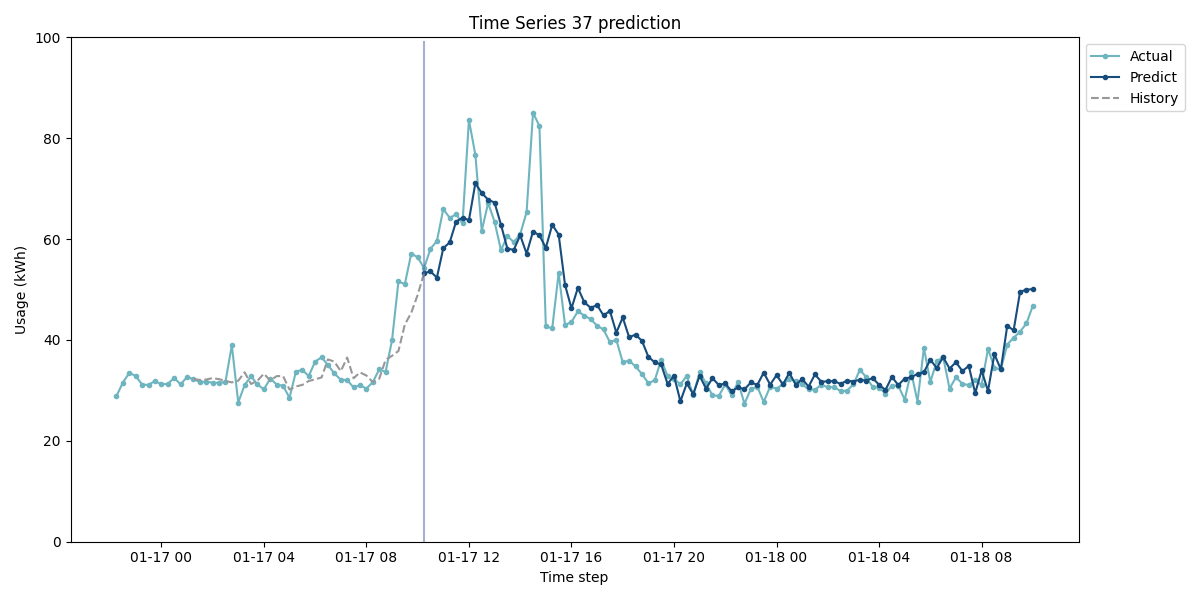 Time Series 37 prediction
100
80
60
40
20
0
Usage (kWh)
01-17 00
01-17 04
01-17 08
01-17 12
01-17 16
01-17 20
01-18 00
01-18 04
01-18 08
Time step
Actual
Predict
History